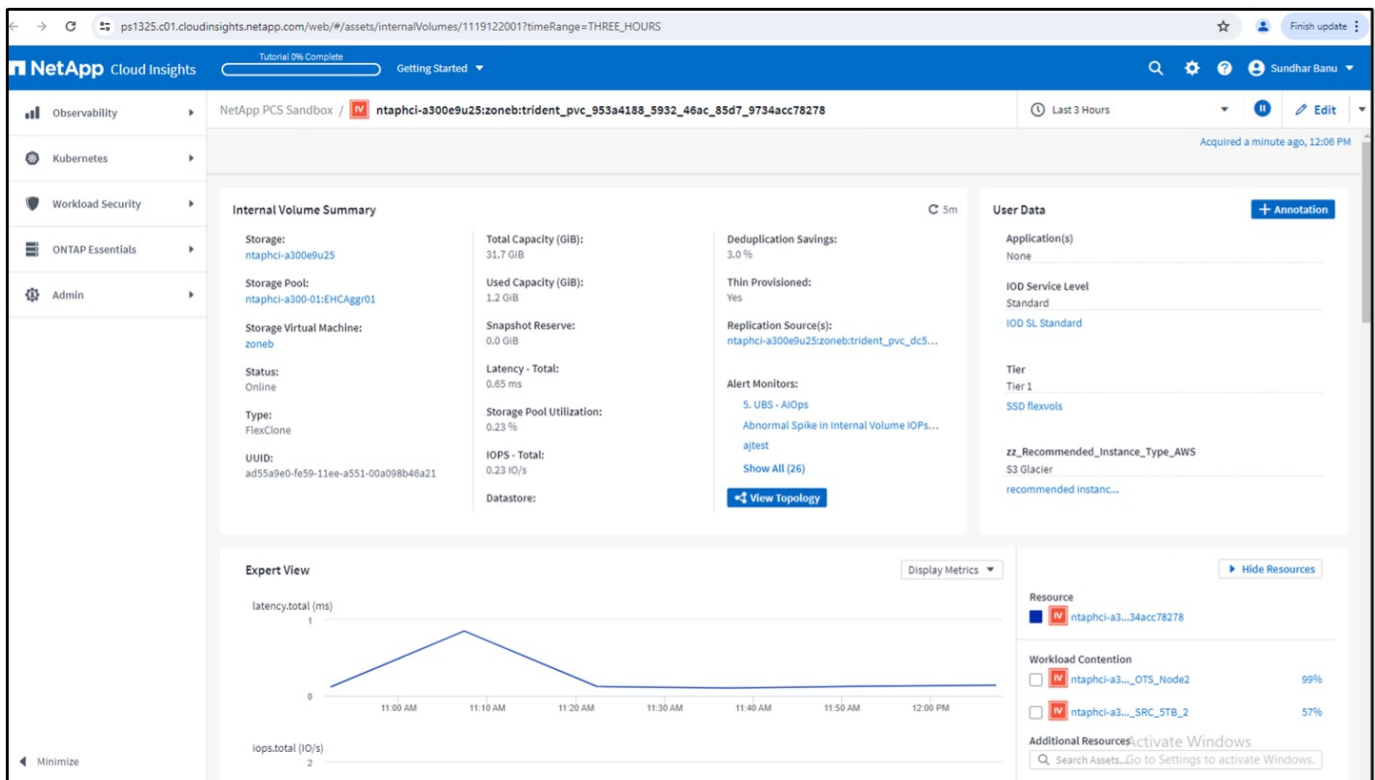 ps1325.c01.cloudinsights.netapp.com/web/#/assets/internalVolumes/1119122001?timeRange=THREE_HOURS
Finish update
NetApp Cloud Insights
Tutorial 0% Complete
Getting Started
Sundhar Banu
Observability
Kubernetes
Workload Security
ONTAP Essentials
Admin
Minimize
NetApp PCS Sandbox / IV ntaphci-a300e9u25:zoneb:trident_pvc_953a4188_5932_46ac_85d7_9734acc78278
Last 3 Hours
Edit
Acquired a minute ago, 12:06 PM
Internal Volume Summary
5m
Storage:
ntaphci-a300e9u25
Storage Pool:
ntaphci-a300-01:EHCAggr01
Storage Virtual Machine:
zoneb
Status:
Online
Type:
FlexClone
UUID:
ad55a9e0-fe59-11ee-a551-00a098b46a21
Total Capacity (GiB):
31.7 GiB
Used Capacity (GiB):
1.2 GiB
Snapshot Reserve:
0.0 GiB
Latency - Total:
0.65 ms
Storage Pool Utilization:
0.23 %
IOPS - Total:
0.23 IO/s
Datastore:
Deduplication Savings:
3.0 %
Thin Provisioned:
Yes
Replication Source(s):
ntaphci-a300e9u25:zoneb:trident_pvc_dc5...
Alert Monitors:
5. UBS - AIOps
Abnormal Spike in Internal Volume IOPs...
ajtest
Show All (26)
View Topology
User Data
+ Annotation
Application(s)
None
IOD Service Level
Standard
IOD SL Standard
Tier
Tier 1
SSD flexvols
zz_Recommended_Instance_Type_AWS
S3 Glacier
recommended instanc...
Expert View
Display Metrics
latency.total (ms)
1
0
11:00 AM
11:10 AM
11:20 AM
11:30 AM
11:40 AM
11:50 AM
12:00 PM
iops.total (IO/s)
2
Hide Resources
Resource
IV ntaphci-a3...34acc78278
Workload Contention
IV ntaphci-a3..._OTS_Node2 99%
IV ntaphci-a3..._SRC_5TB_2 57%
Additional Resources
Search Assets...
Activate Windows
Go to Settings to activate Windows.